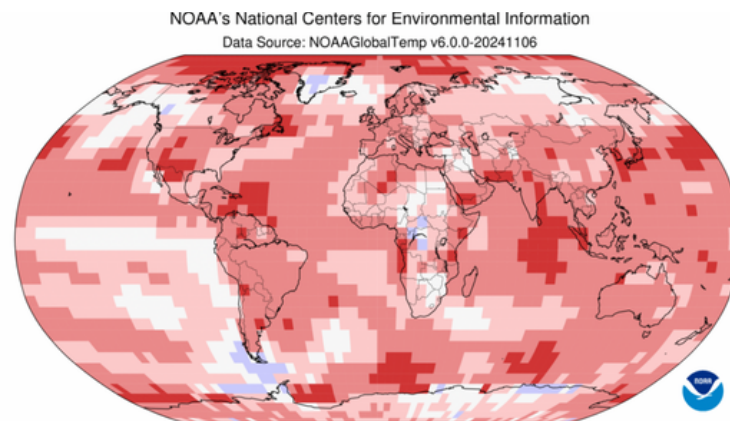 NOAA's National Centers for Environmental Information
Data Source: NOAAGlobalTemp v6.0.0-20241106
NOAA